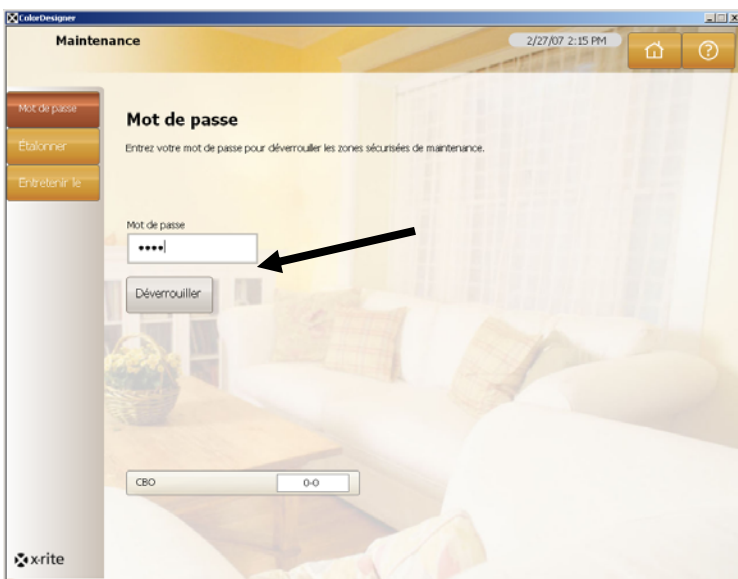 ColorDesigner
Maintenance
2/27/07 2:15 PM
?
Mot de passe
Étalonner
Entretenir le
Mot de passe
Entrez votre mot de passe pour déverrouiller les zones sécurisées de maintenance.
Mot de passe
••••
Déverrouiller
CBO 0-0
x·rite